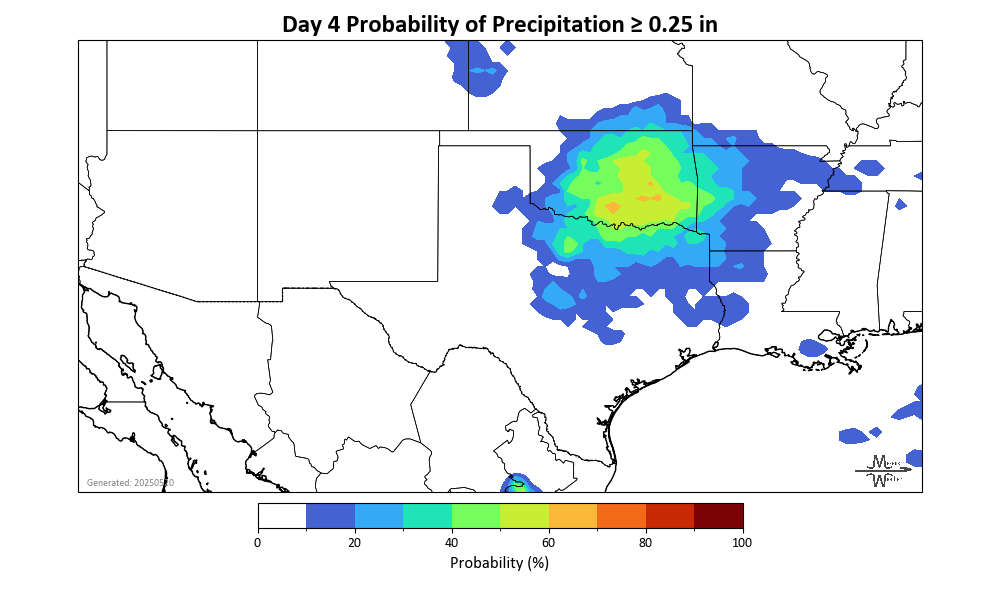 Day 4 Probability of Precipitation ≥ 0.25 in
Generated: 20250520
0 20 40 60 80 100
Probability (%)